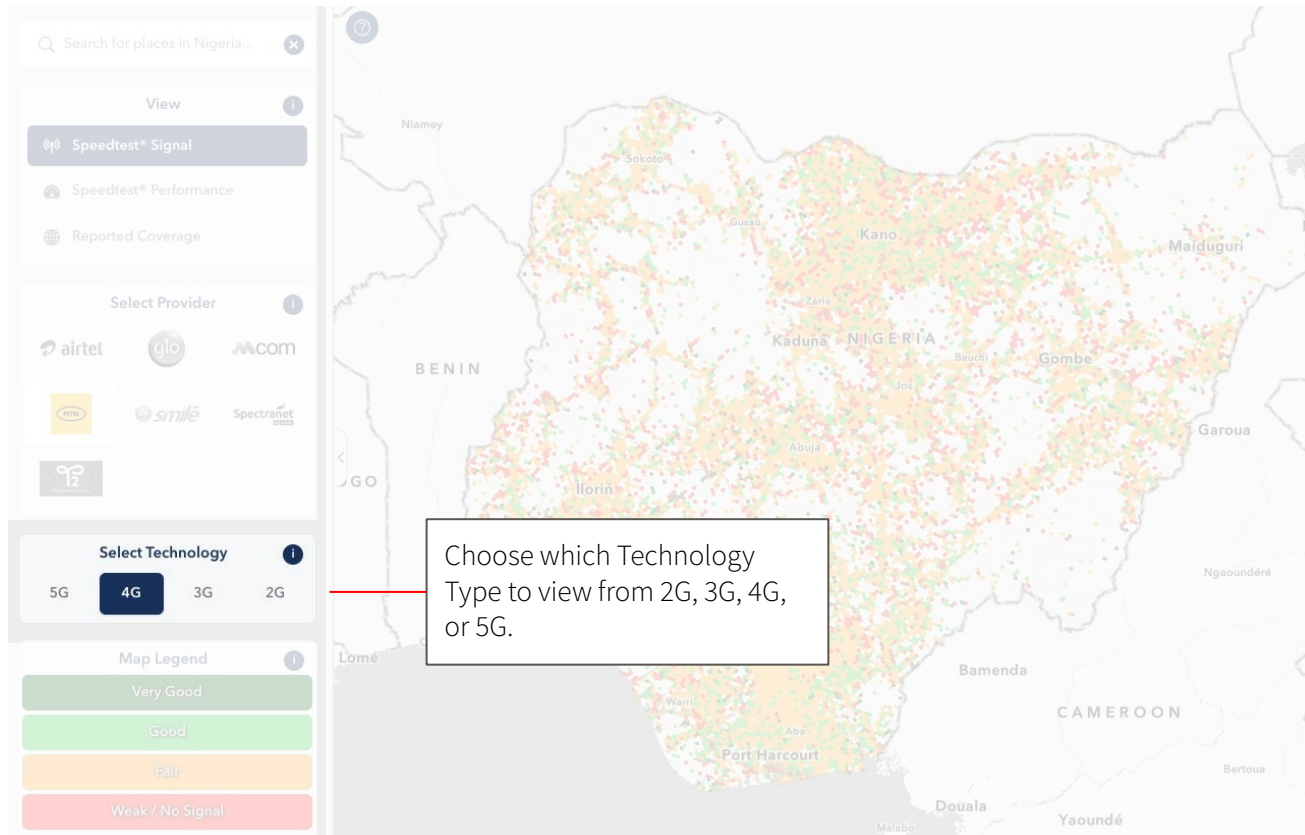 Search for places in Nigeria...
View
Speedtest® Signal
Speedtest® Performance
Reported Coverage
Select Provider
airtel
glo
mcom
MTN
smile
Spectranet
T2
Select Technology
5G 4G 3G 2G
Map Legend
Very Good
Good
Fair
Weak / No Signal
Choose which Technology
Type to view from 2G, 3G, 4G,
or 5G.
Niamey
Sokoto
Gusau
Kano
Maiduguri
Zaria
Kaduna
NIGERIA
Bauchi
Gombe
BENIN
Jos
Garoua
Abuja
GO
Ilorin
Ngaoundéré
Lomé
Bamenda
Warri
CAMEROON
Aba
Port Harcourt
Bertoua
Douala
Yaoundé
Malabo